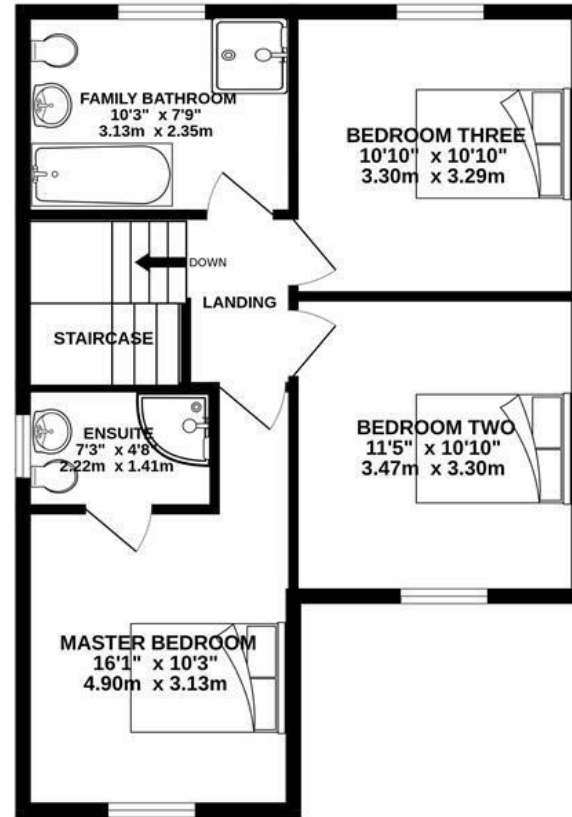 FAMILY BATHROOM
10'3" x 7'9"
3.13m x 2.35m
BEDROOM THREE
10'10" x 10'10"
3.30m x 3.29m
DOWN
LANDING
STAIRCASE
ENSUITE
7'3" x 4'8"
2.22m x 1.41m
BEDROOM TWO
11'5" x 10'10"
3.47m x 3.30m
MASTER BEDROOM
16'1" x 10'3"
4.90m x 3.13m